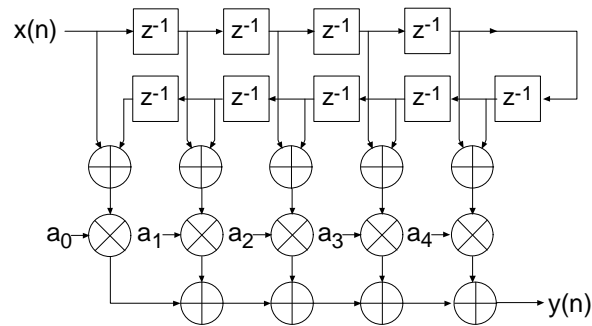 x(n) z⁻¹ z⁻¹ z⁻¹ z⁻¹
z⁻¹ z⁻¹ z⁻¹ z⁻¹ z⁻¹
a₀ a₁ a₂ a₃ a₄
y(n)